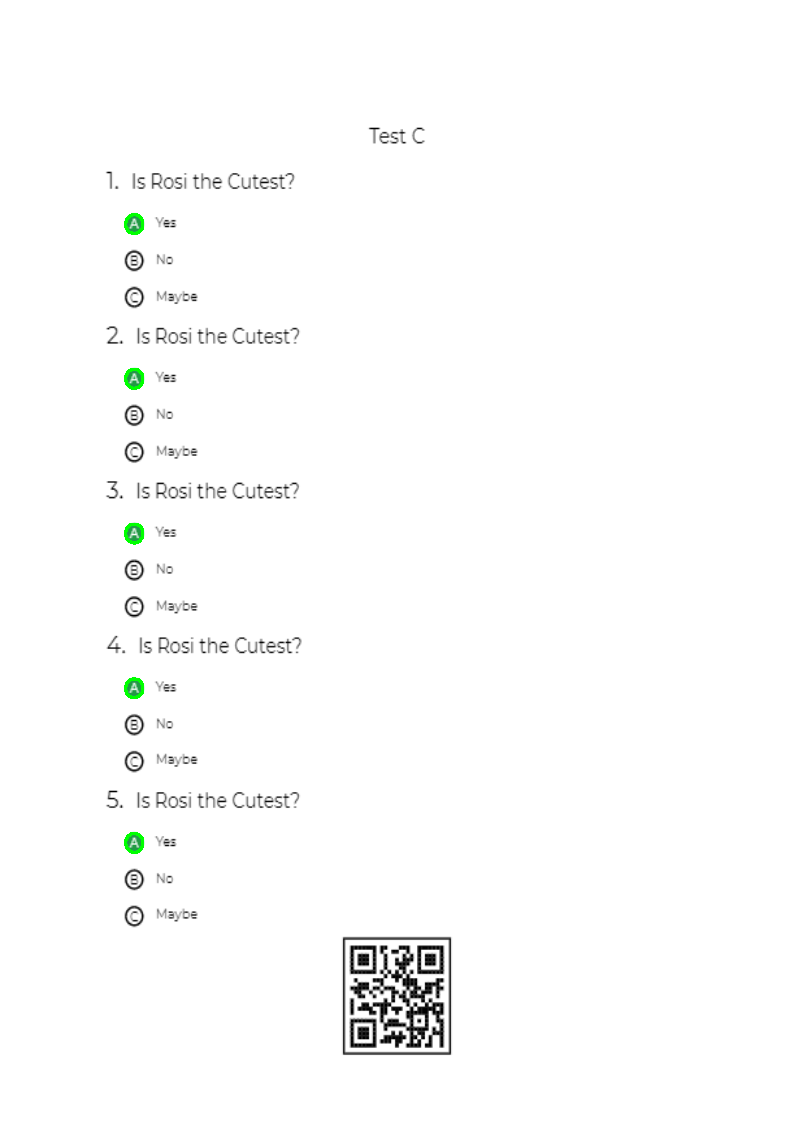 Test C
1. Is Rosi the Cutest?
A Yes
B No
C Maybe
2. Is Rosi the Cutest?
A Yes
B No
C Maybe
3. Is Rosi the Cutest?
A Yes
B No
C Maybe
4. Is Rosi the Cutest?
A Yes
B No
C Maybe
5. Is Rosi the Cutest?
A Yes
B No
C Maybe